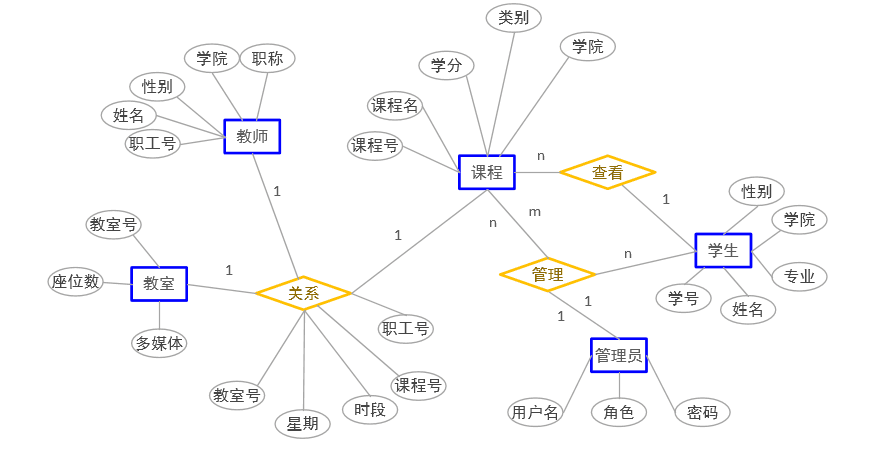 类别
学院
学院
职称
学分
性别
课程名
姓名
教师
职工号
课程号
n
课程
查看
1
1
性别
m
学院
教室号
n
1
n
学生
1
管理
专业
座位数
教室
关系
学号
1
姓名
1
职工号
多媒体
管理员
课程号
教室号
时段
用户名
角色
密码
星期